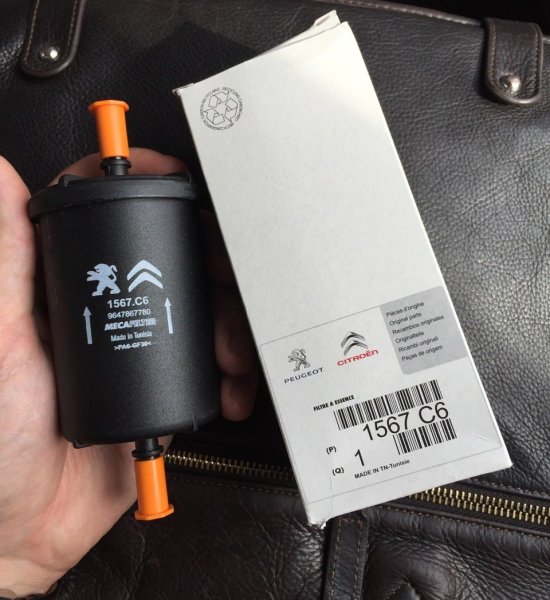 1567.C6
9647867780
MECAFILTER
Made in Tunisia
>PA6-GF30<
Pièces d'origine
Original parts
Recambios originales
Originalteile
Ricambi originali
Peças de origem
PEUGEOT
CITROËN
FILTRE A ESSENCE
(P) 1567 C6
(Q) 1
MADE IN TN-Tunisie